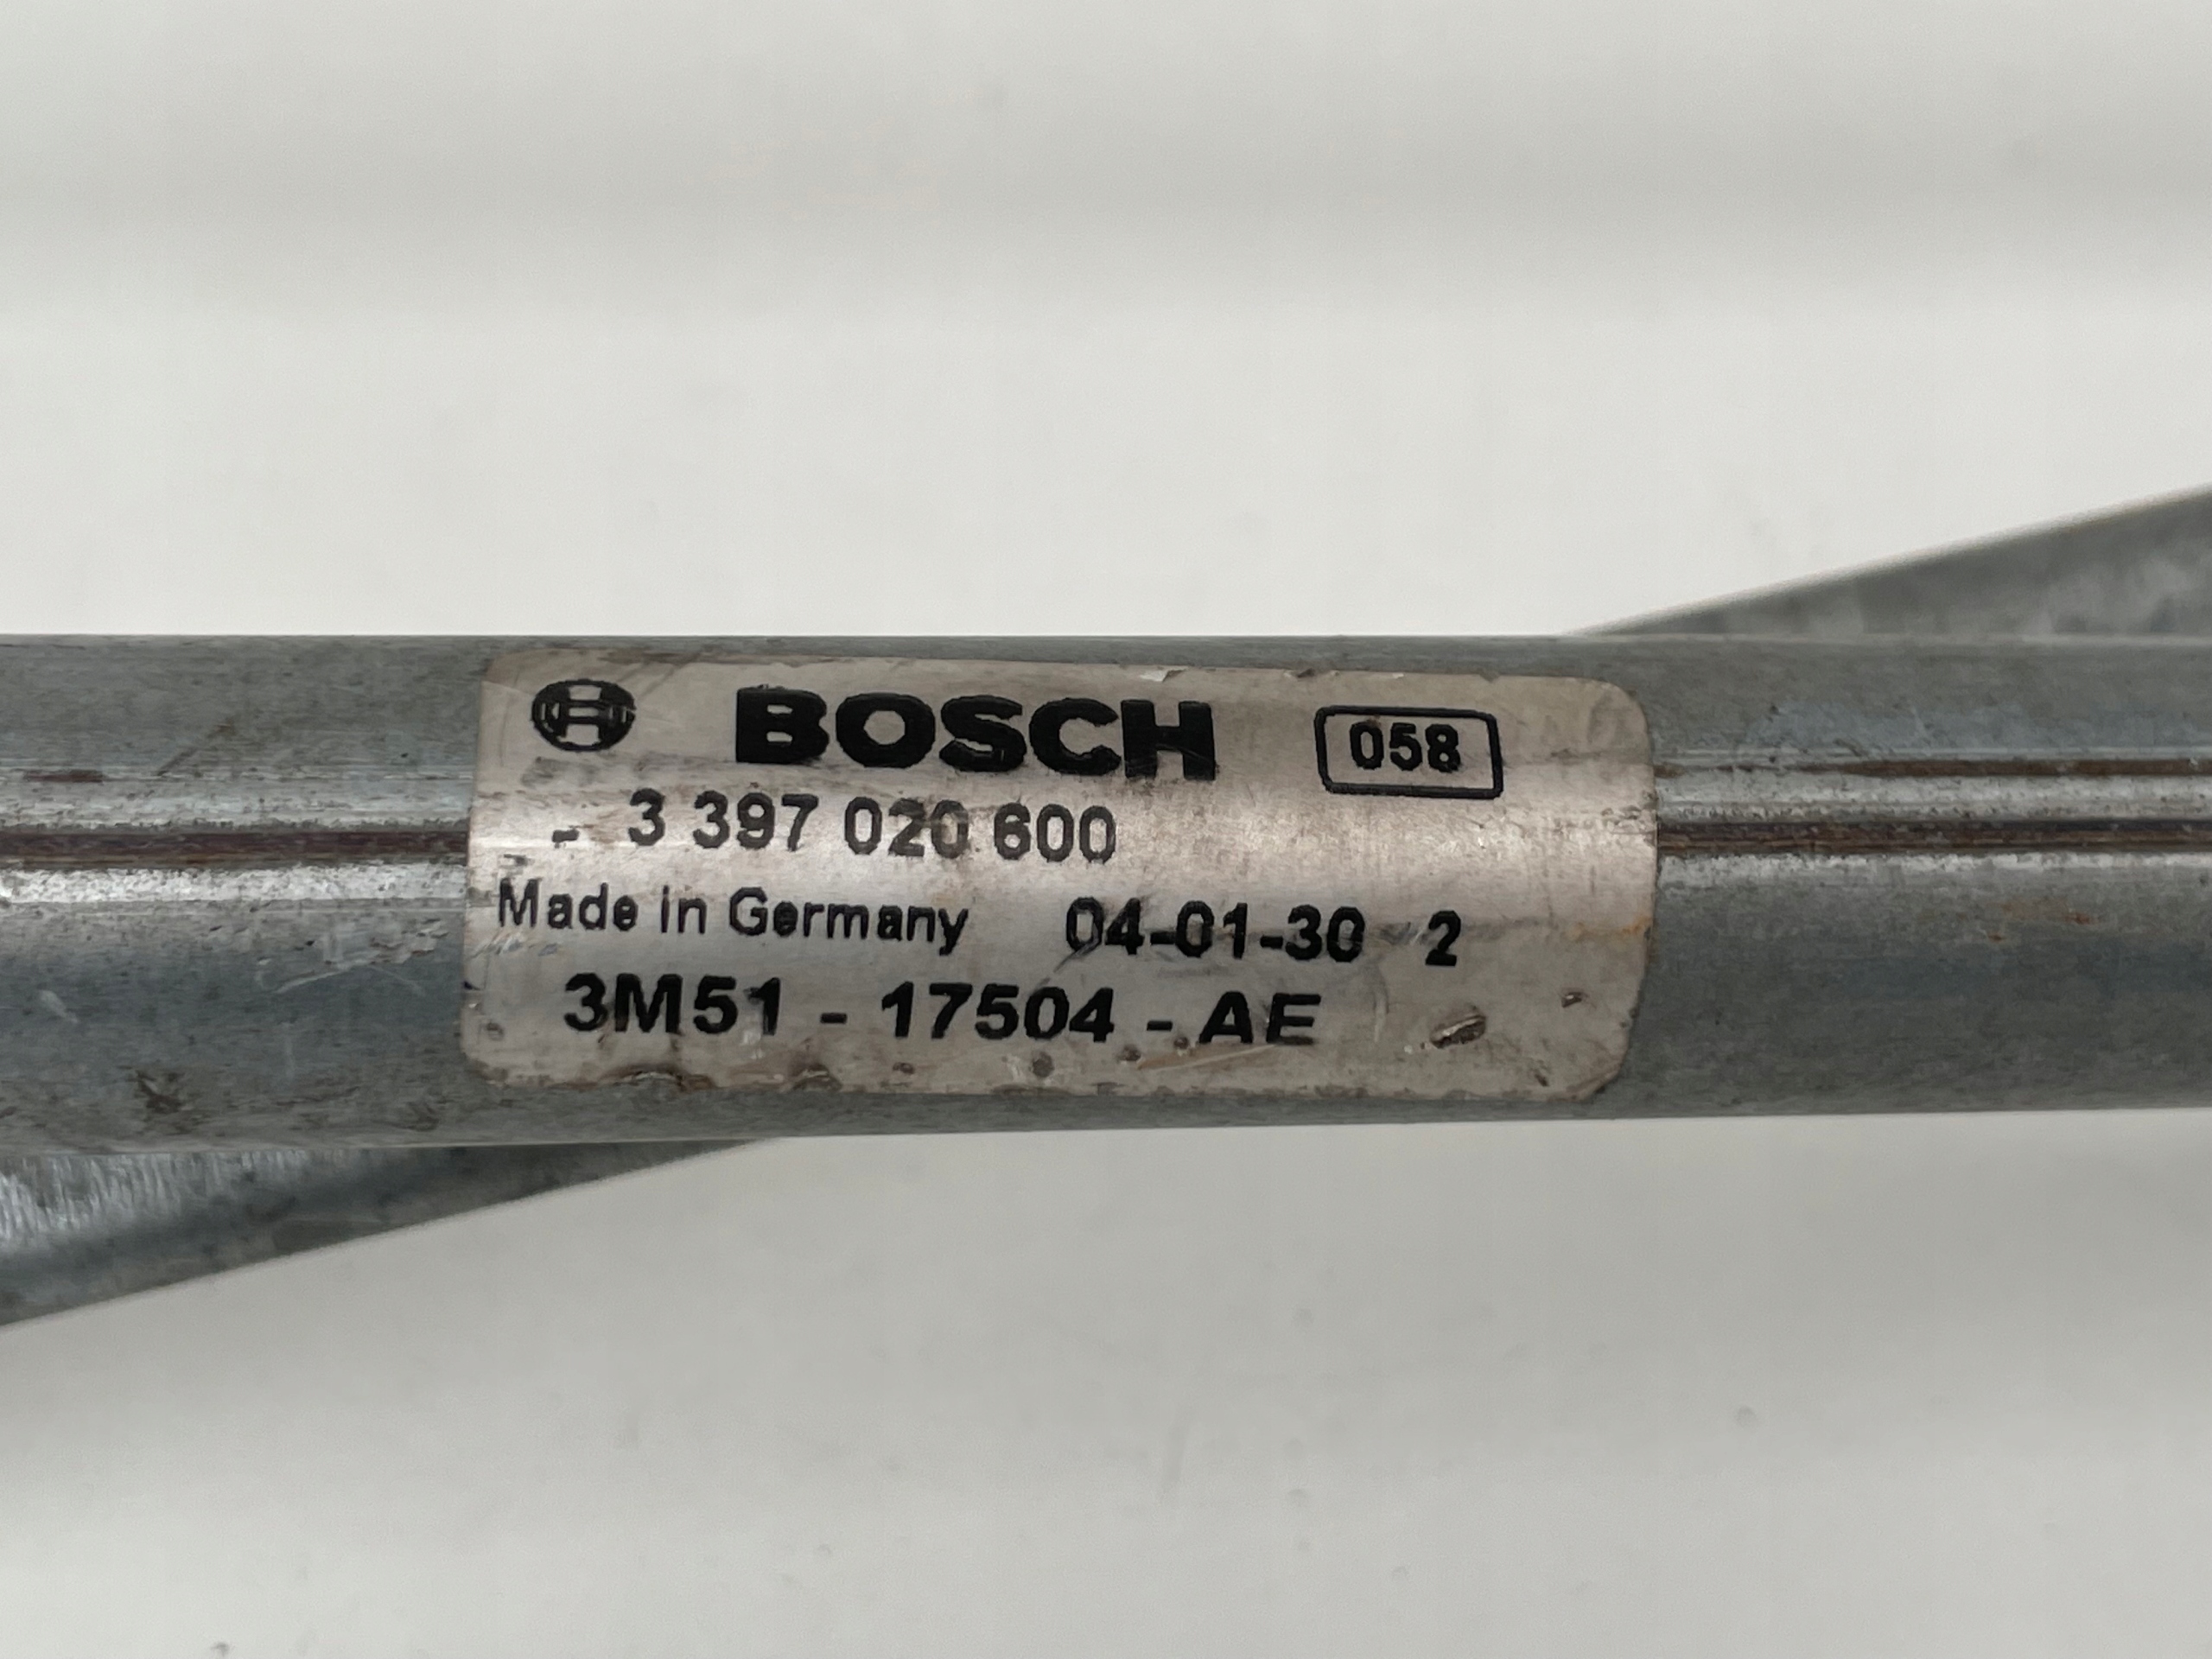 BOSCH 058
3 397 020 600
Made in Germany 04-01-30 2
3M51 - 17504 - AE